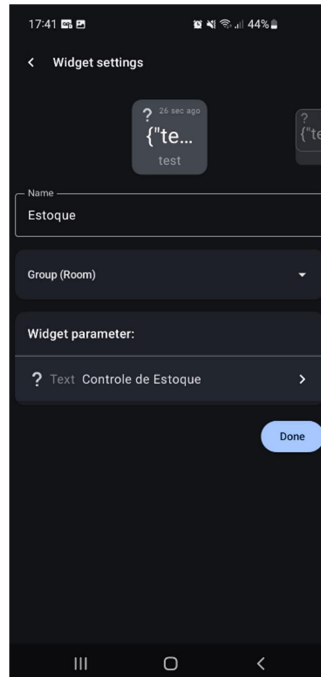 17:41 44%
Widget settings
? 26 sec ago
{"te...
test
?
{"te
Name
Estoque
Group (Room)
Widget parameter:
? Text Controle de Estoque
Done